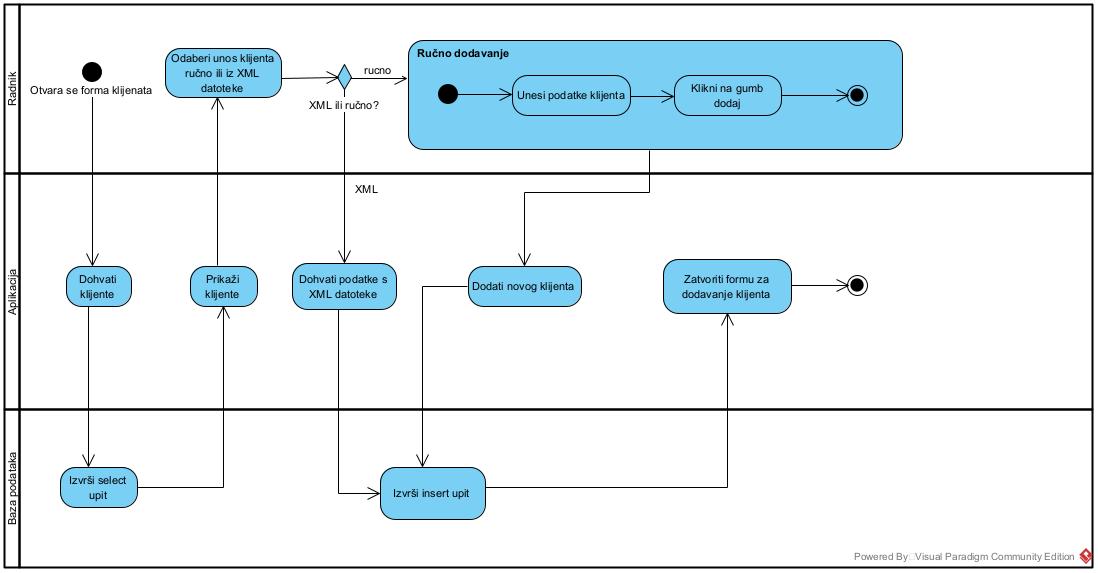 Radnik
Otvara se forma klijenata
Odaberi unos klijenta
ručno ili iz XML
datoteke
rucno
XML ili ručno?
Ručno dodavanje
Unesi podatke klijenta
Klikni na gumb
dodaj
XML
Aplikacija
Dohvati
klijente
Prikaži
klijente
Dohvati podatke s
XML datoteke
Dodati novog klijenta
Zatvoriti formu za
dodavanje klijenta
Baza podataka
Izvrši select
upit
Izvrši insert upit
Powered By Visual Paradigm Community Edition